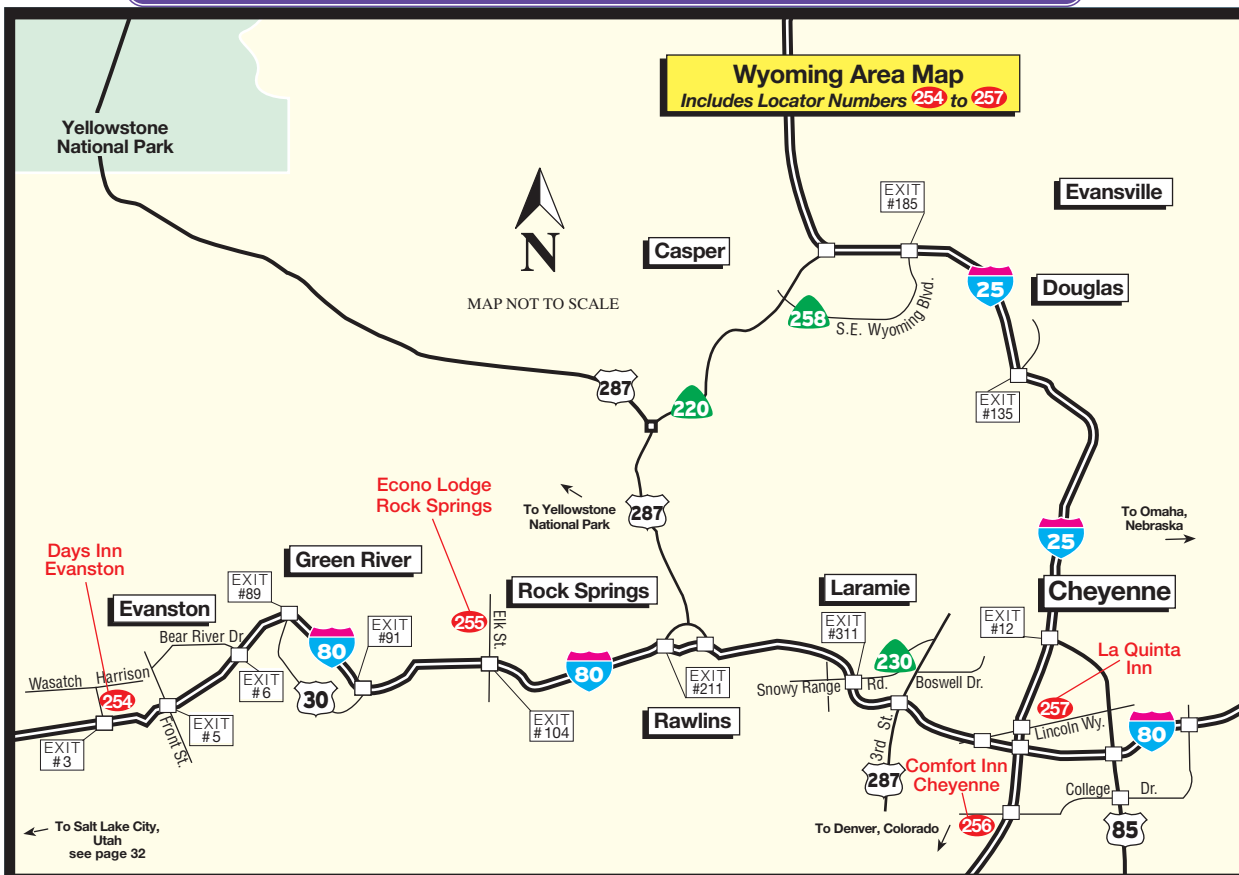 Wyoming Area Map
Includes Locator Numbers 254 to 257
Yellowstone
National Park
N
MAP NOT TO SCALE
Casper
EXIT
#185
Evansville
25
Douglas
258
S.E. Wyoming Blvd.
287
220
EXIT
#135
Econo Lodge
Rock Springs
To Yellowstone
National Park
287
To Omaha,
Nebraska
25
Days Inn
Evanston
Green River
EXIT
#89
Evanston
Bear River Dr.
80
EXIT
#91
255
Elk St.
Rock Springs
Laramie
EXIT
#311
Cheyenne
EXIT
#12
La Quinta
Inn
Wasatch
Harrison
254
EXIT
#6
30
80
EXIT
#211
Snowy Range Rd.
230
Boswell Dr.
257
Lincoln Wy.
80
EXIT
#3
Front St.
EXIT
#5
EXIT
#104
Rawlins
3rd St.
287
Comfort Inn
Cheyenne
College Dr.
256
85
To Salt Lake City,
Utah
see page 32
To Denver, Colorado